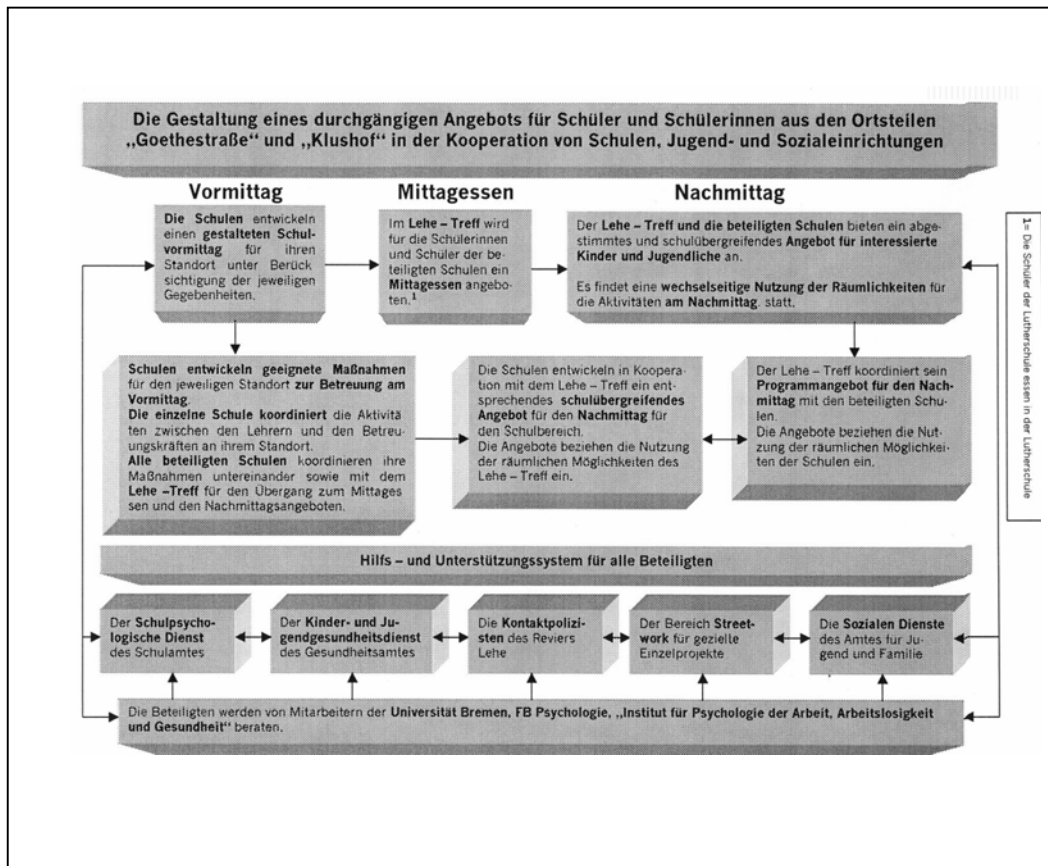 Die Gestaltung eines durchgängigen Angebots für Schüler und Schülerinnen aus den Ortsteilen
„Goethestraße“ und „Klushof“ in der Kooperation von Schulen, Jugend- und Sozialeinrichtungen
Vormittag
Die Schulen entwickeln
einen gestalteten Schul-
vormittag für ihren
Standort unter Berück
sichtigung der jeweiligen
Gegebenheiten.
Mittagessen
Im Lehe – Treff wird
fur die Schülerinnen
und Schüler der be-
teiligten Schulen ein
Mittagessen angebo-
ten.¹
Nachmittag
Der Lehe – Treff und die beteiligten Schulen bieten ein abge-
stimmtes und schulübergreifendes Angebot für interessierte
Kinder und Jugendliche an.
Es findet eine wechselseitige Nutzung der Räumlichkeiten für
die Aktivitäten am Nachmittag. statt.
1= Die Schüler der Lutherschule essen in der Lutherschule
Schulen entwickeln geeignete Maßnahmen
für den jeweiligen Standort zur Betreuung am
Vormittag.
Die einzelne Schule koordiniert die Aktivitä
ten zwischen den Lehrern und den Betreu-
ungskräften an ihrem Standort.
Alle beteiligten Schulen koordinieren ihre
Maßnahmen untereinander sowie mit dem
Lehe –Treff für den Übergang zum Mittages
sen und den Nachmittagsangeboten.
Die Schulen entwickeln in Koopera-
tion mit dem Lehe – Treff ein ent-
sprechendes schulübergreifendes
Angebot für den Nachmittag für
den Schulbereich.
Die Angebote beziehen die Nutzung
der räumlichen Möglichkeiten des
Lehe – Treff ein.
Der Lehe – Treff koordiniert sein
Programmangebot für den Nach-
mittag mit den beteiligten Schu-
len.
Die Angebote beziehen die Nut-
zung der räumlichen Möglichkei-
ten der Schulen ein.
Hilfs – und Unterstützungssystem für alle Beteiligten
Der Schulpsycho-
logische Dienst
des Schulamtes
Der Kinder- und Ju-
gendgesundheitsdienst
des Gesundheitsamtes
Die Kontaktpolizi-
sten des Reviers
Lehe
Der Bereich Street-
work für gezielle
Einzelprojekte
Die Sozialen Dienste
des Amtes für Ju-
gend und Familie
Die Beteiligten werden von Mitarbeitern der Universität Bremen, FB Psychologie, „Institut für Psychologie der Arbeit, Arbeitslosigkeit
und Gesundheit“ beraten.